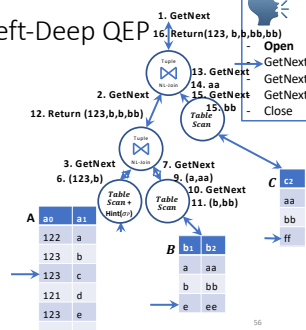 eft-Deep QEP
1. GetNext
16. Return(123, b,b,bb,bb)
- Open
- GetNext
- GetNext
- GetNext
- Close
Tuple
NL-Join
13. GetNext
14. aa
15. GetNext
15. bb
2. GetNext
12. Return (123,b,b,bb)
Table
Scan
Tuple
NL-Join
3. GetNext
6. (123,b)
7. GetNext
9. (a,aa)
10. GetNext
11. (b,bb)
Table
Scan +
Table
Scan
C
c2
aa
bb
ff
A
a0 a1
122 a
123 b
123 c
121 d
123 e
B
b1 b2
a aa
b bb
e ee
56